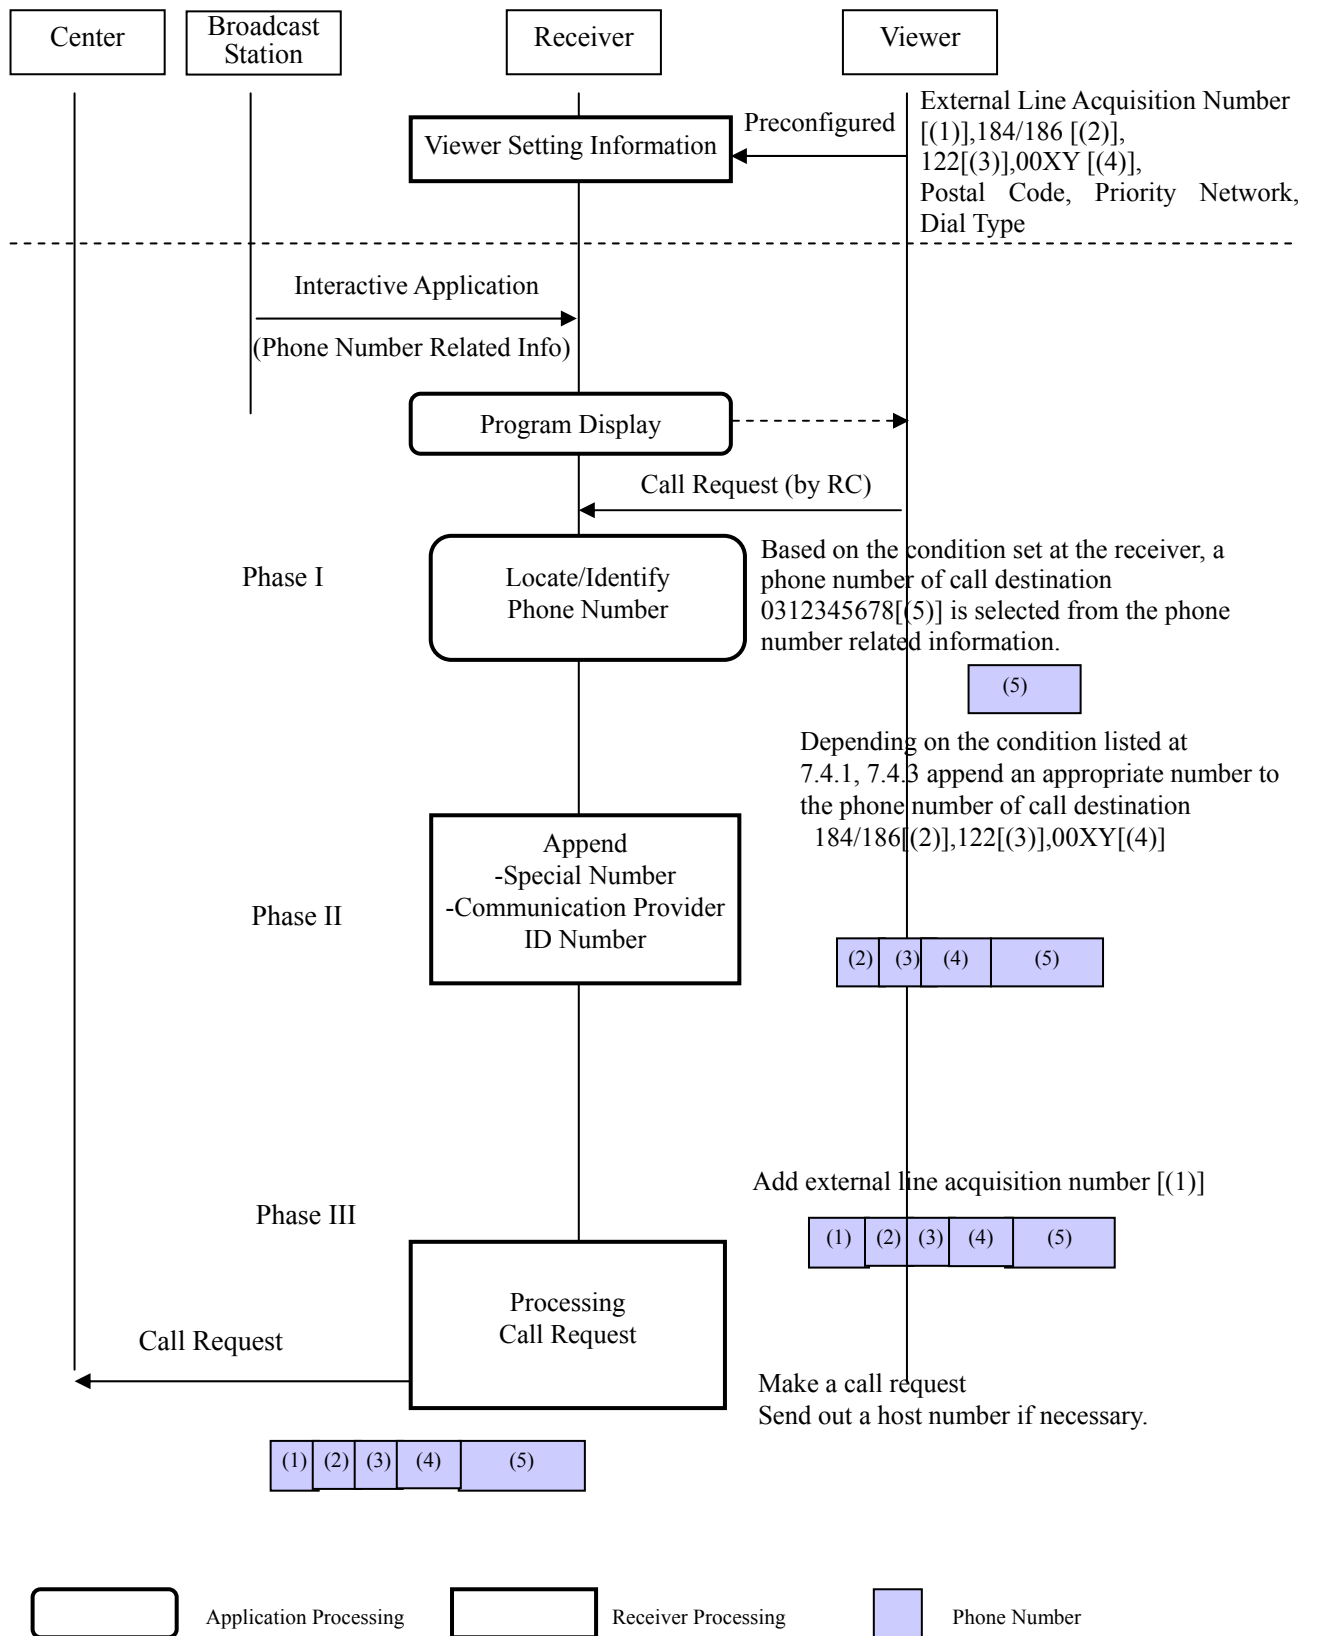 Center
Broadcast
Station
Receiver
Viewer
External Line Acquisition Number
[(1)],184/186 [(2)],
122[(3)],00XY [(4)],
Postal Code, Priority Network,
Dial Type
Preconfigured
Viewer Setting Information
Interactive Application
(Phone Number Related Info)
Program Display
Call Request (by RC)
Phase I
Locate/Identify
Phone Number
Based on the condition set at the receiver, a
phone number of call destination
0312345678[(5)] is selected from the phone
number related information.
(5)
Depending on the condition listed at
7.4.1, 7.4.3 append an appropriate number to
the phone number of call destination
184/186[(2)],122[(3)],00XY[(4)]
Phase II
Append
-Special Number
-Communication Provider
ID Number
(2) (3) (4) (5)
Add external line acquisition number [(1)]
Phase III
(1) (2) (3) (4) (5)
Processing
Call Request
Call Request
Make a call request
Send out a host number if necessary.
(1) (2) (3) (4) (5)
Application Processing
Receiver Processing
Phone Number